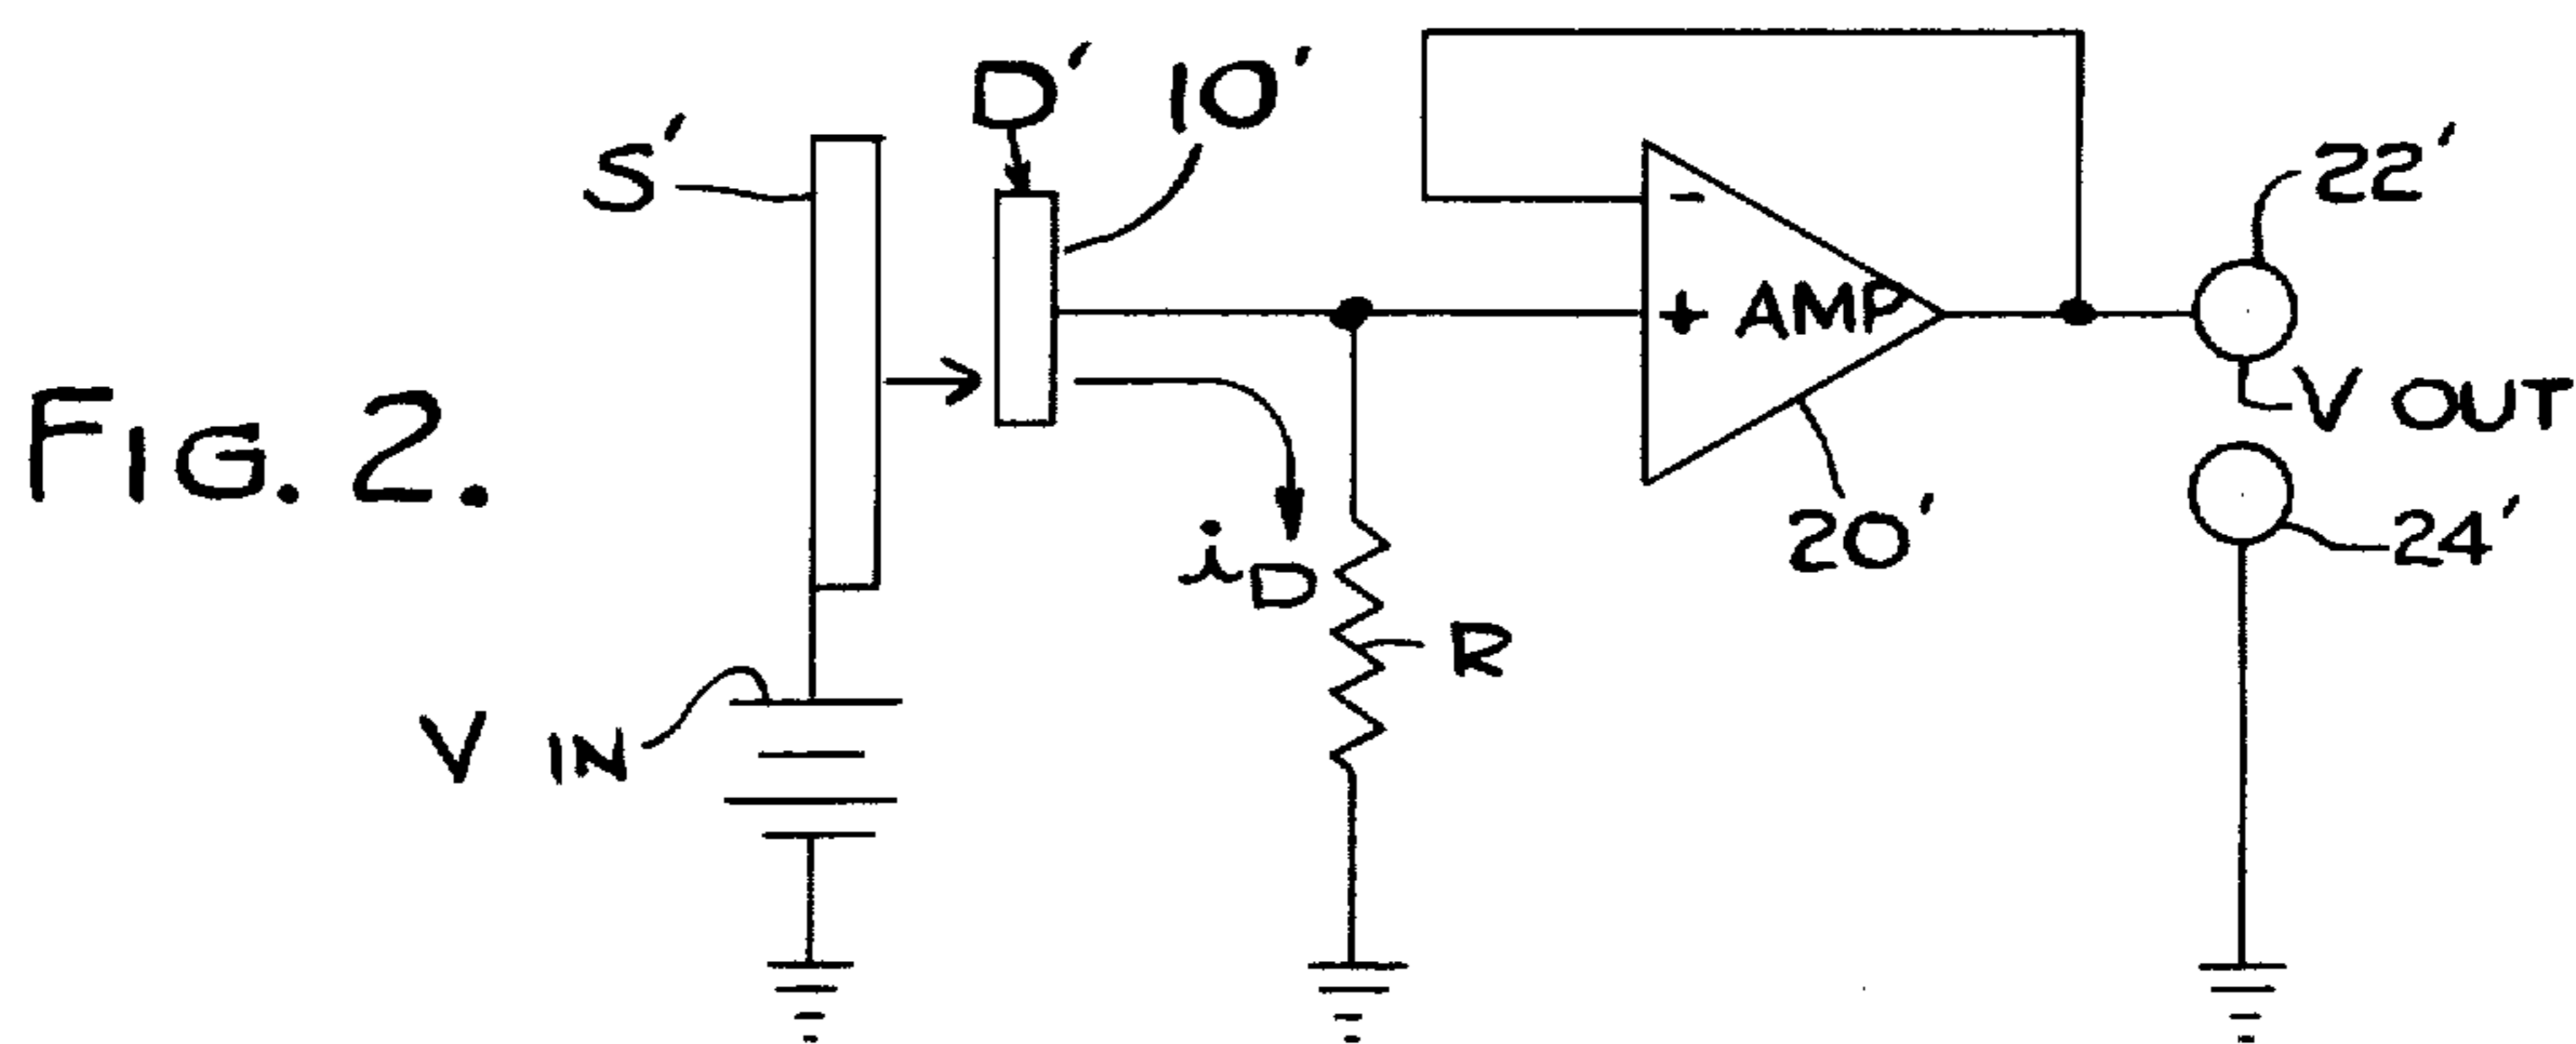 D' 10'
S'
22'
- 
+ AMP
V OUT
FIG. 2.
20'
24'
iD
R
V IN